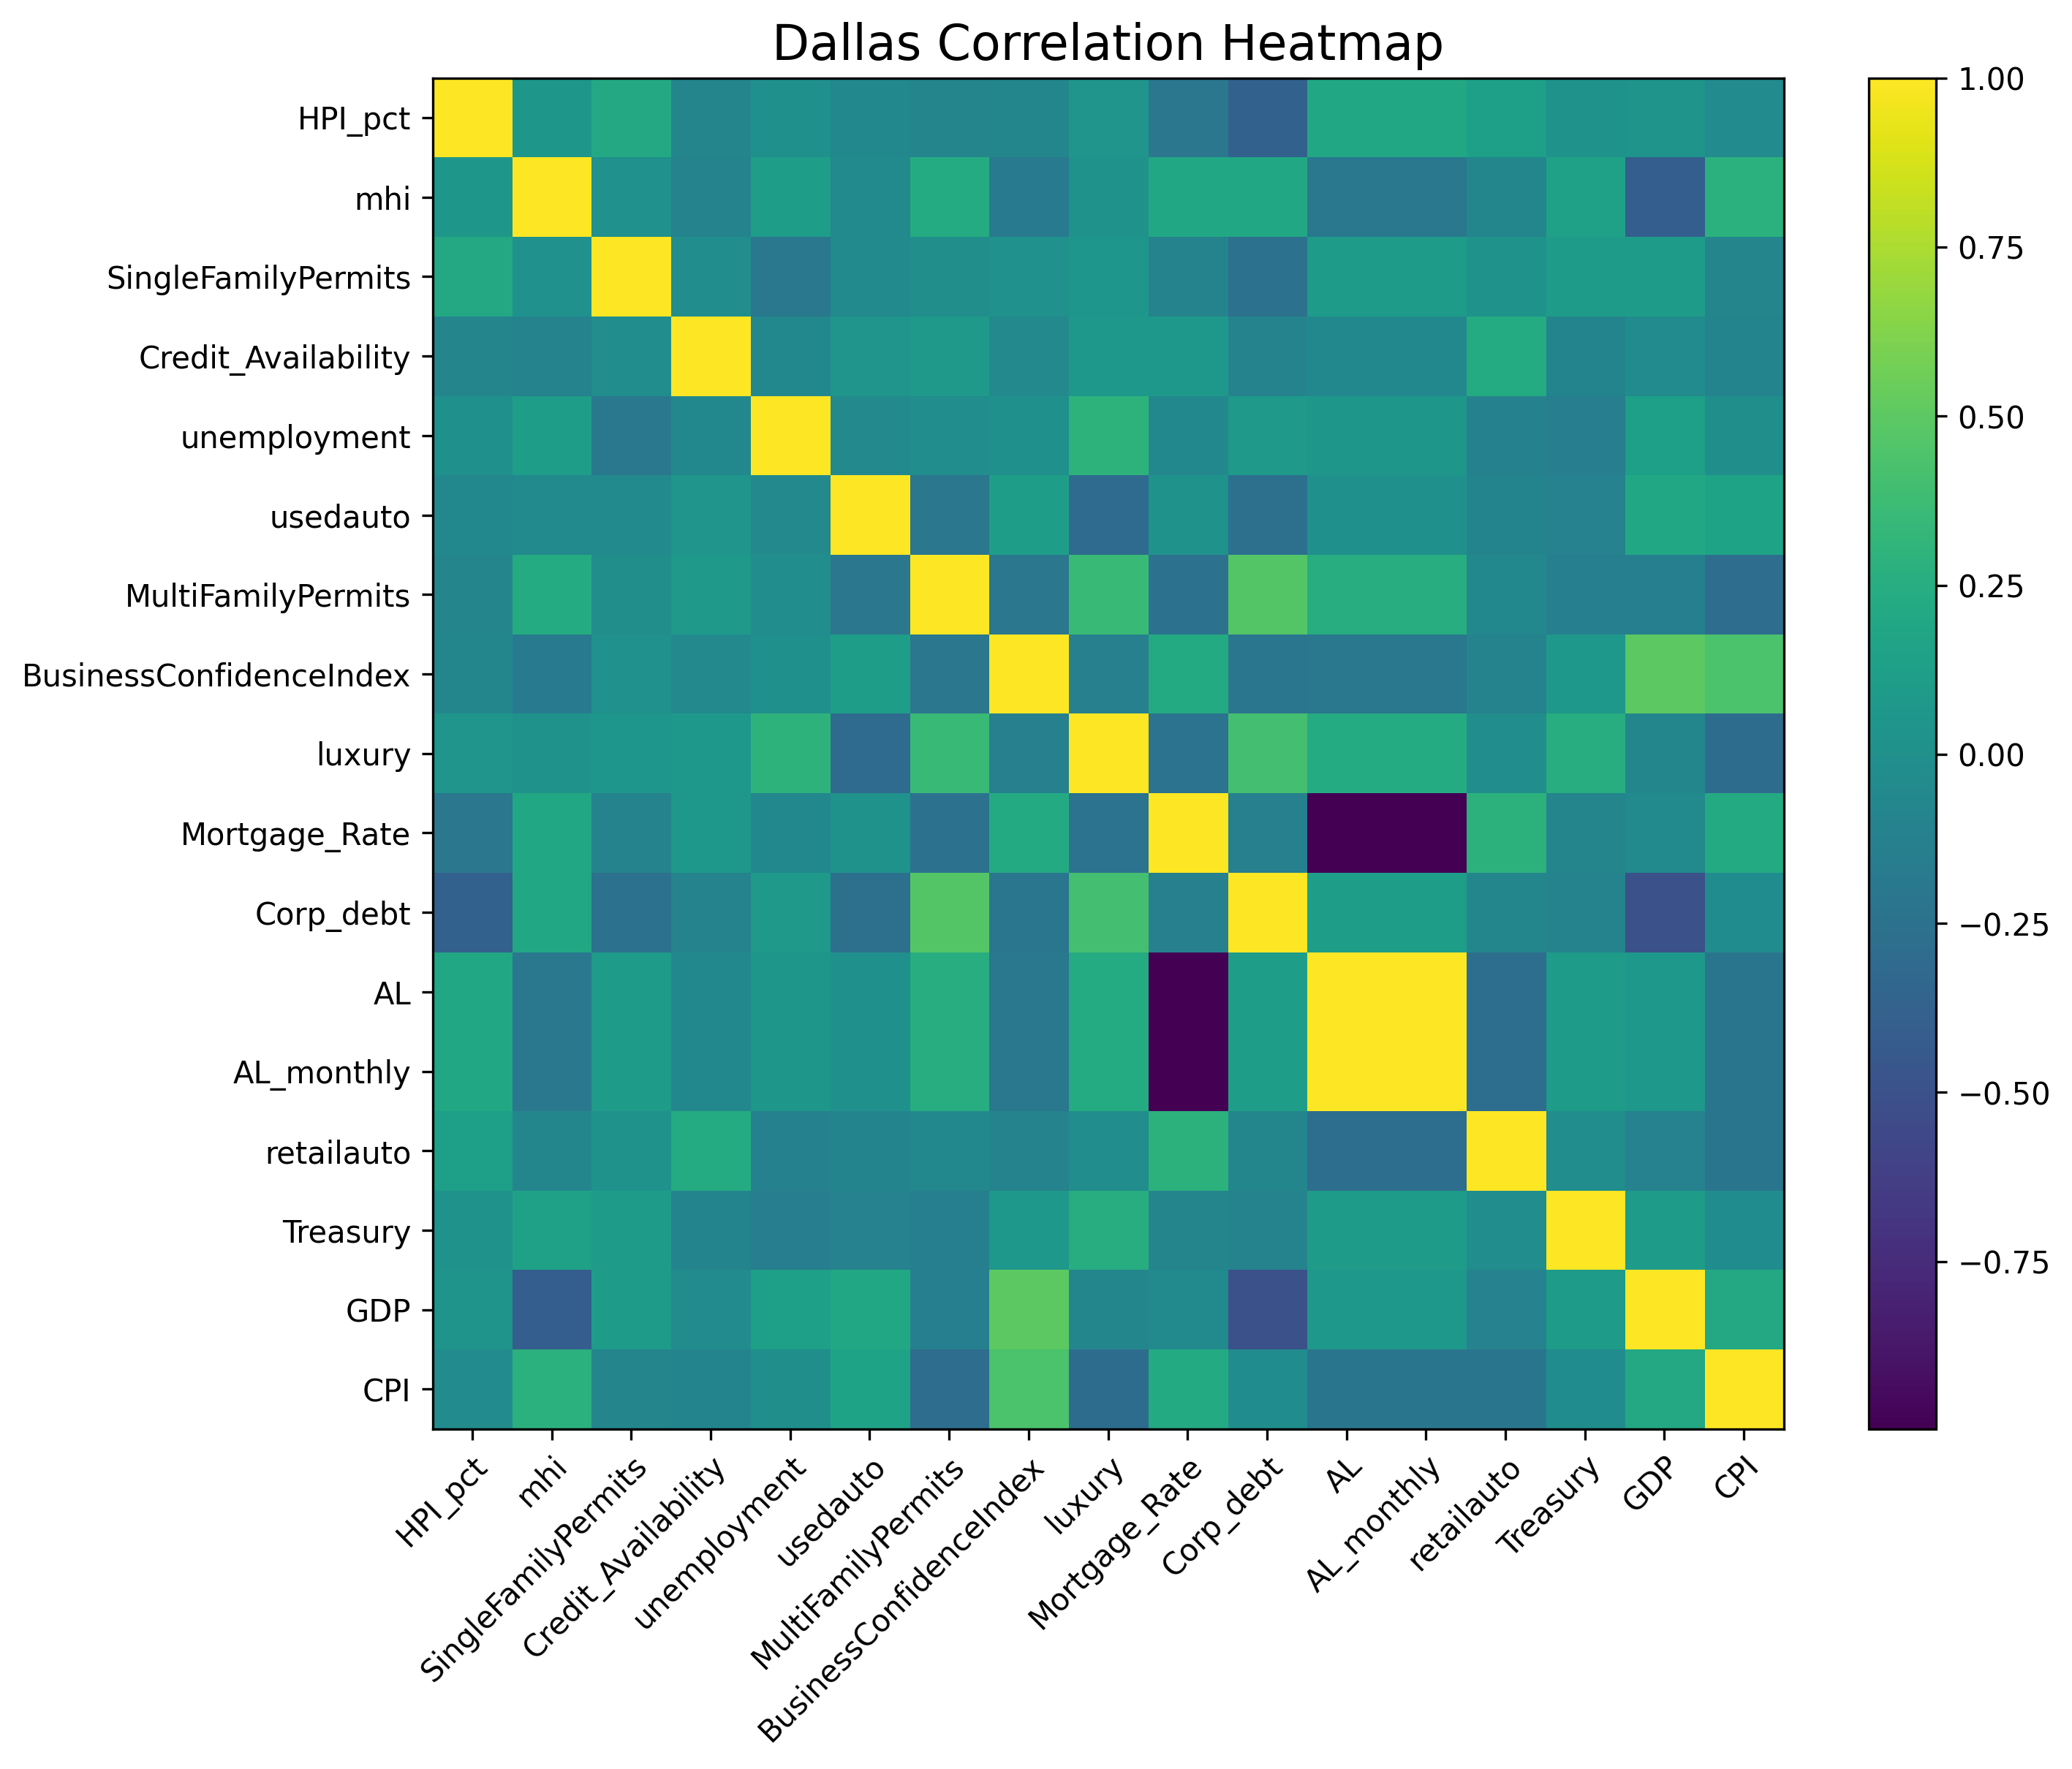 Dallas Correlation Heatmap
HPI_pct
mhi
SingleFamilyPermits
Credit_Availability
unemployment
usedauto
MultiFamilyPermits
BusinessConfidenceIndex
luxury
Mortgage_Rate
Corp_debt
AL
AL_monthly
retailauto
Treasury
GDP
CPI
HPI_pct
mhi
SingleFamilyPermits
Credit_Availability
unemployment
usedauto
MultiFamilyPermits
BusinessConfidenceIndex
luxury
Mortgage_Rate
Corp_debt
AL
AL_monthly
retailauto
Treasury
GDP
CPI
1.00
0.75
0.50
0.25
0.00
−0.25
−0.50
−0.75